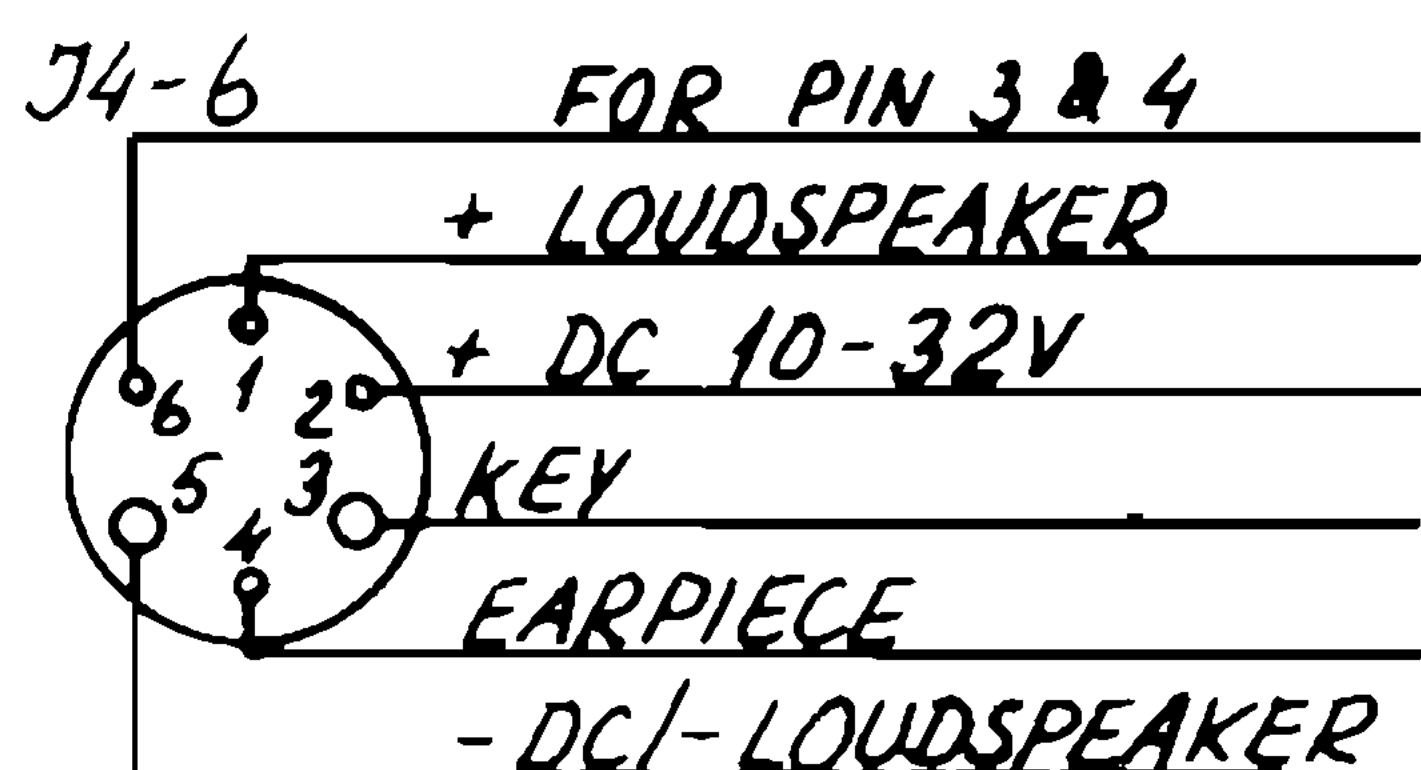 J4-6
FOR PIN 3 & 4
+ LOUDSPEAKER
+ DC 10-32V
6 1 2
KEY
5 3
4
EARPIECE
- DC/- LOUDSPEAKER